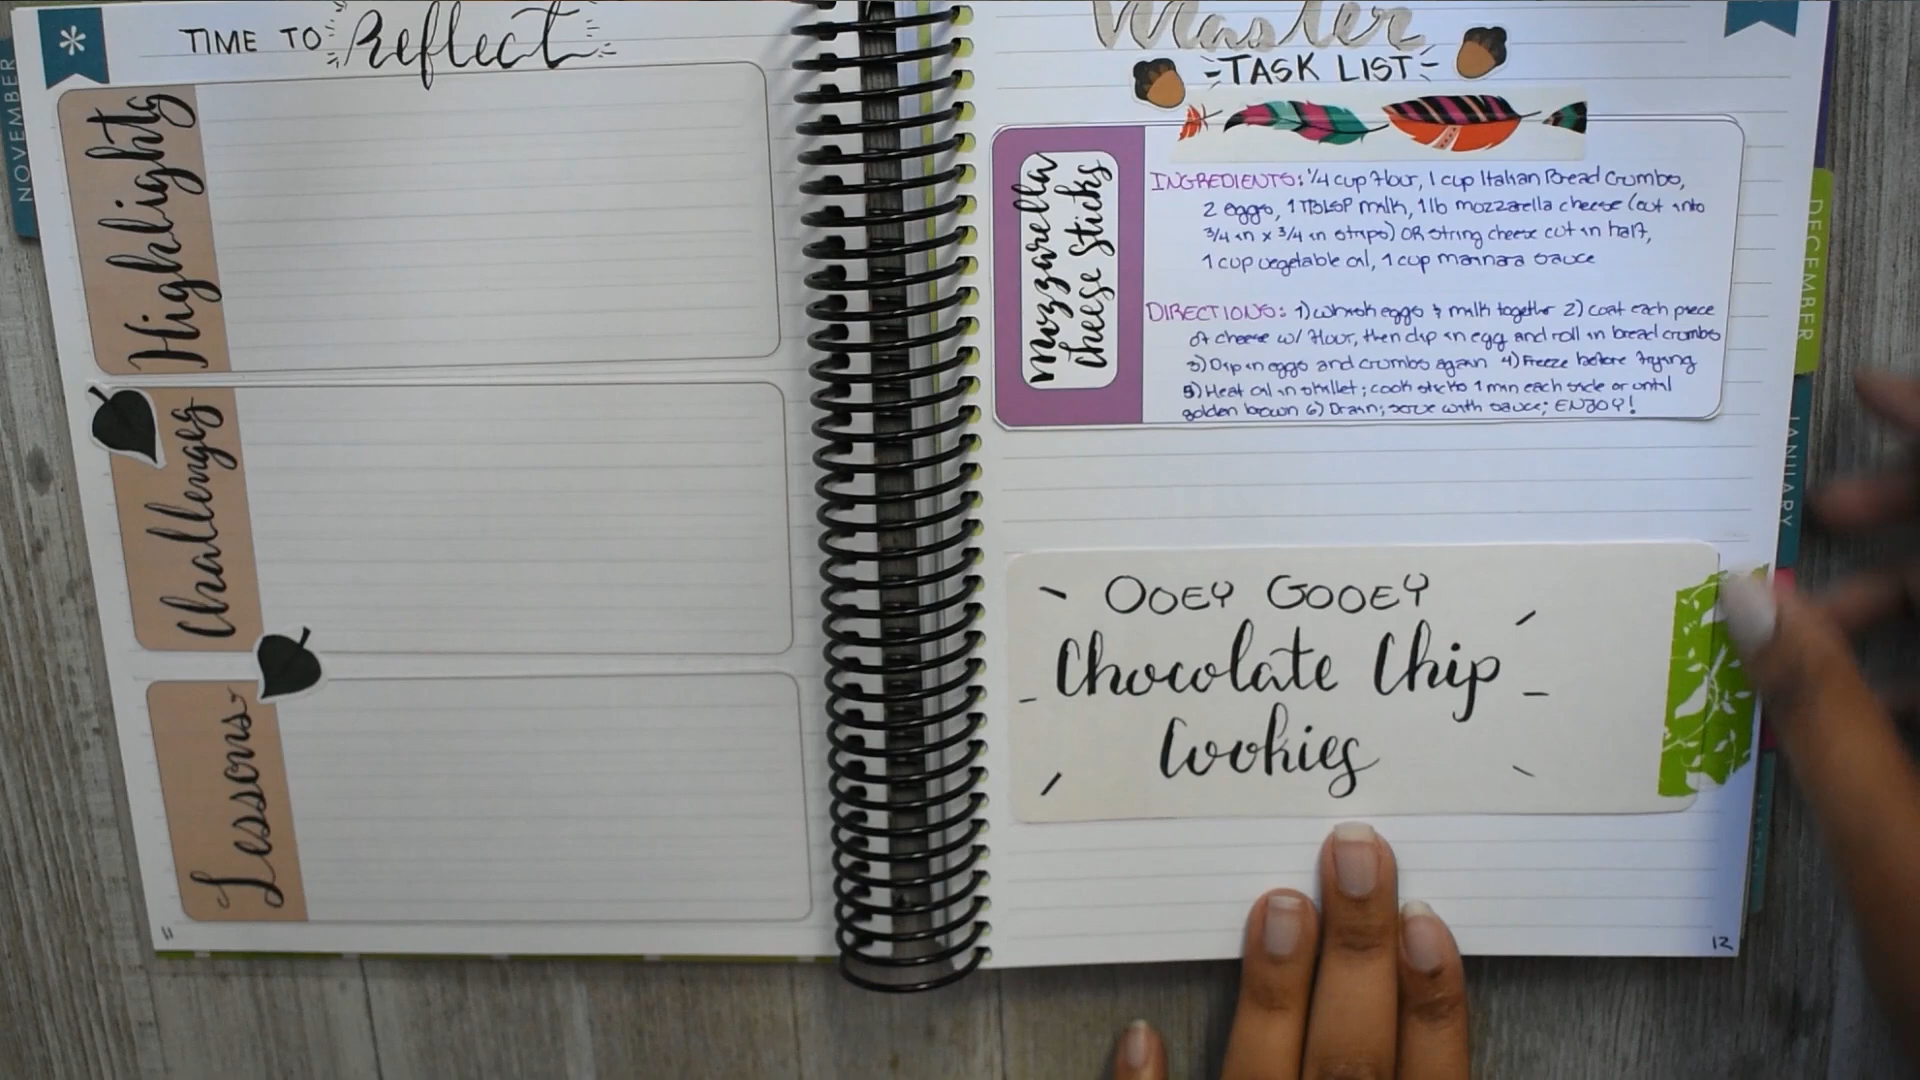 NOVEMBER
*
TIME TO Reflect
Highlights
Challenges
Lessons
11
Master
TASK LIST
Mozzarella
Cheese Sticks
INGREDIENTS: 1/4 cup flour, 1 cup Italian Bread Crumbs,
2 eggs, 1 TBLSP milk, 1lb mozzarella cheese (cut into
3/4 in x 3/4 in strips) OR string cheese cut in half,
1 cup vegetable oil, 1 cup marinara sauce
DIRECTIONS: 1) whisk eggs & milk together 2) coat each piece
of cheese w/ flour, then dip in egg and roll in bread crumbs
3) Dip in eggs and crumbs again 4) Freeze before frying
5) Heat oil in skillet; cook sticks 1 min each side or until
golden brown 6) Drain; serve with sauce; ENJOY!
OOEY GOOEY
Chocolate Chip
Cookies
12
DECEMBER
JANUARY